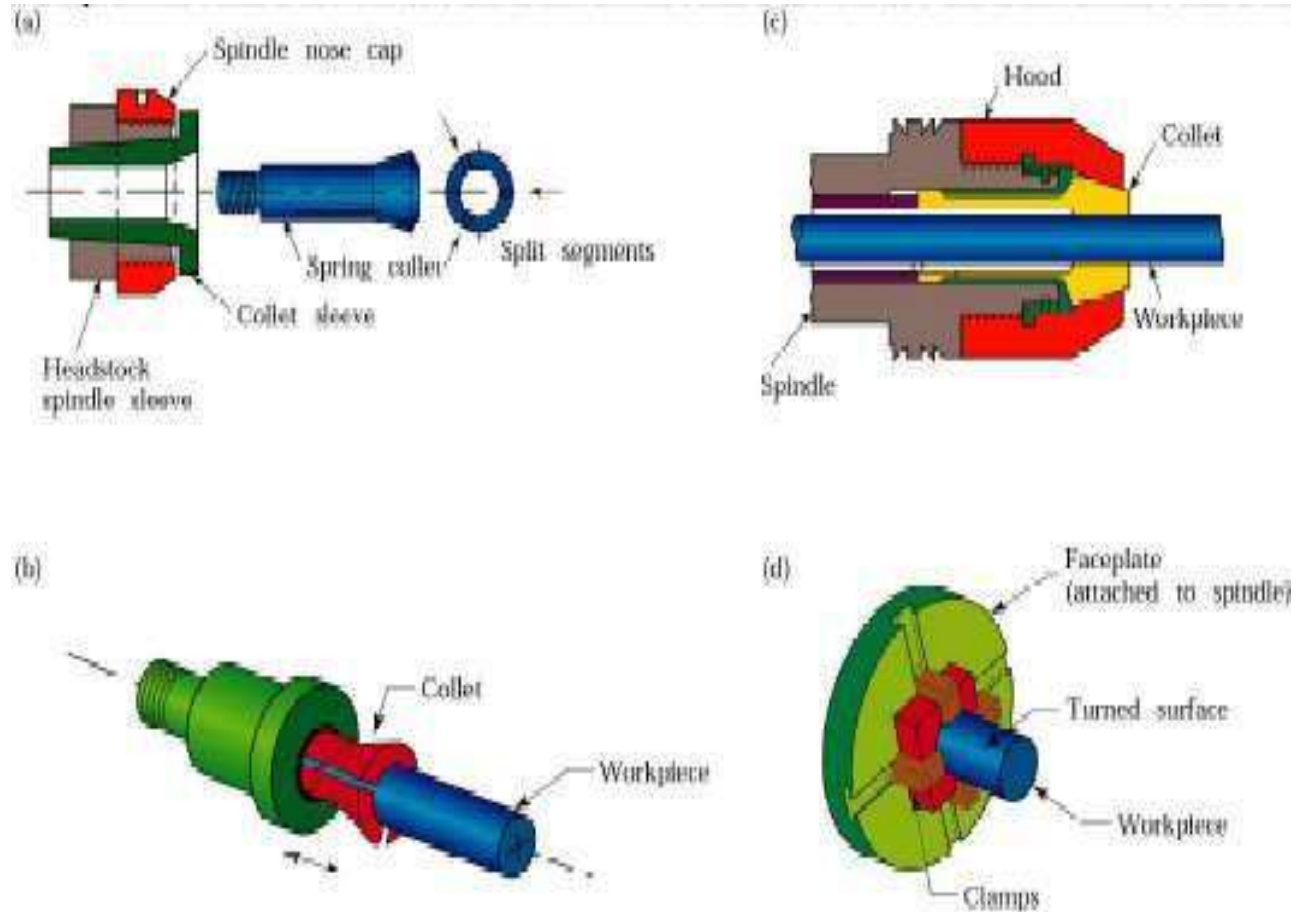 (a)
Spindle nose cap
Spring collet
Split segments
Collet sleeve
Headstock
spindle sleeve
(c)
Hood
Collet
Workpiece
Spindle
(b)
Collet
Workpiece
(d)
Faceplate
(attached to spindle)
Turned surface
Workpiece
Clamps